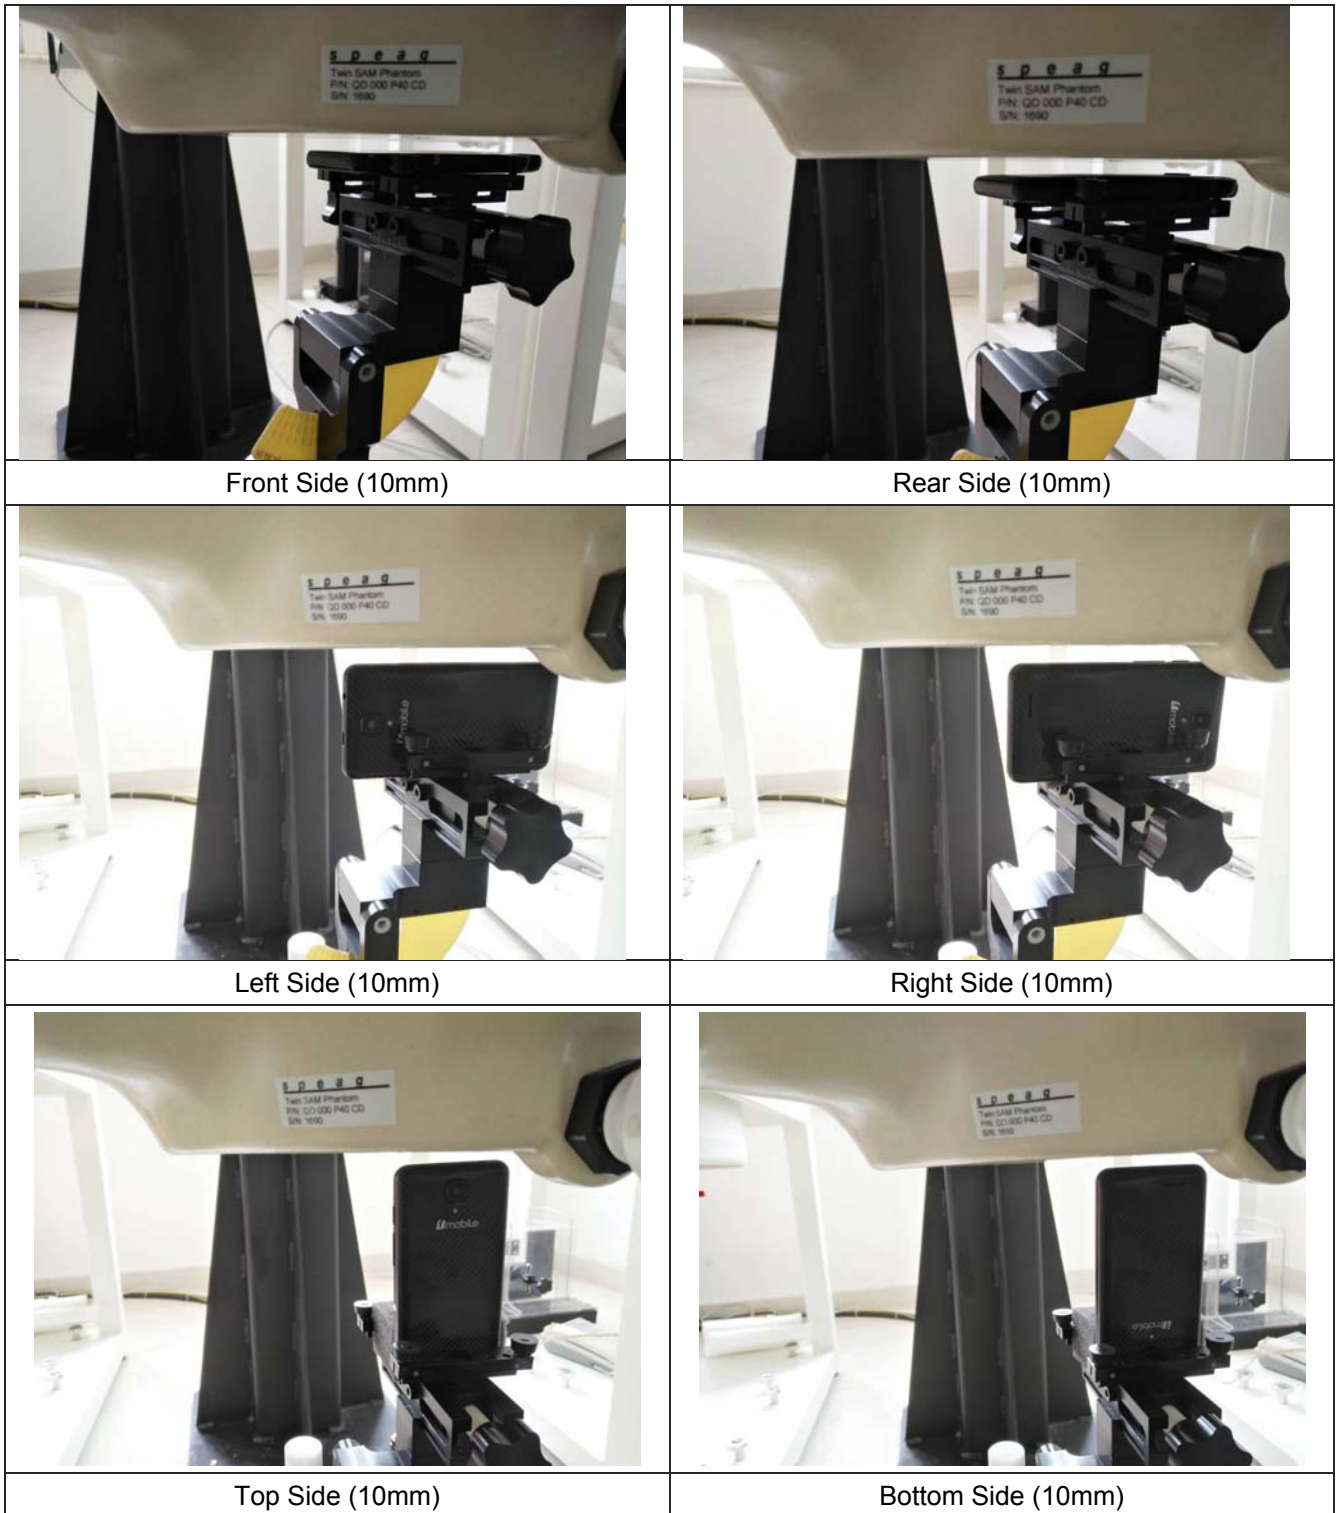 speag
Twin SAM Phantom
P/N: QD 000 P40 CD
S/N: 1690
speag
Twin SAM Phantom
P/N: QD 000 P40 CD
S/N: 1690
Front Side (10mm)
Rear Side (10mm)
speag
Twin SAM Phantom
P/N: QD 000 P40 CD
S/N: 1690
umobile
speag
Twin SAM Phantom
P/N: QD 000 P40 CD
S/N: 1690
umobile
Left Side (10mm)
Right Side (10mm)
speag
Twin SAM Phantom
P/N: QD 000 P40 CD
S/N: 1690
umobile
speag
Twin SAM Phantom
P/N: QD 000 P40 CD
S/N: 1690
umobile
Top Side (10mm)
Bottom Side (10mm)